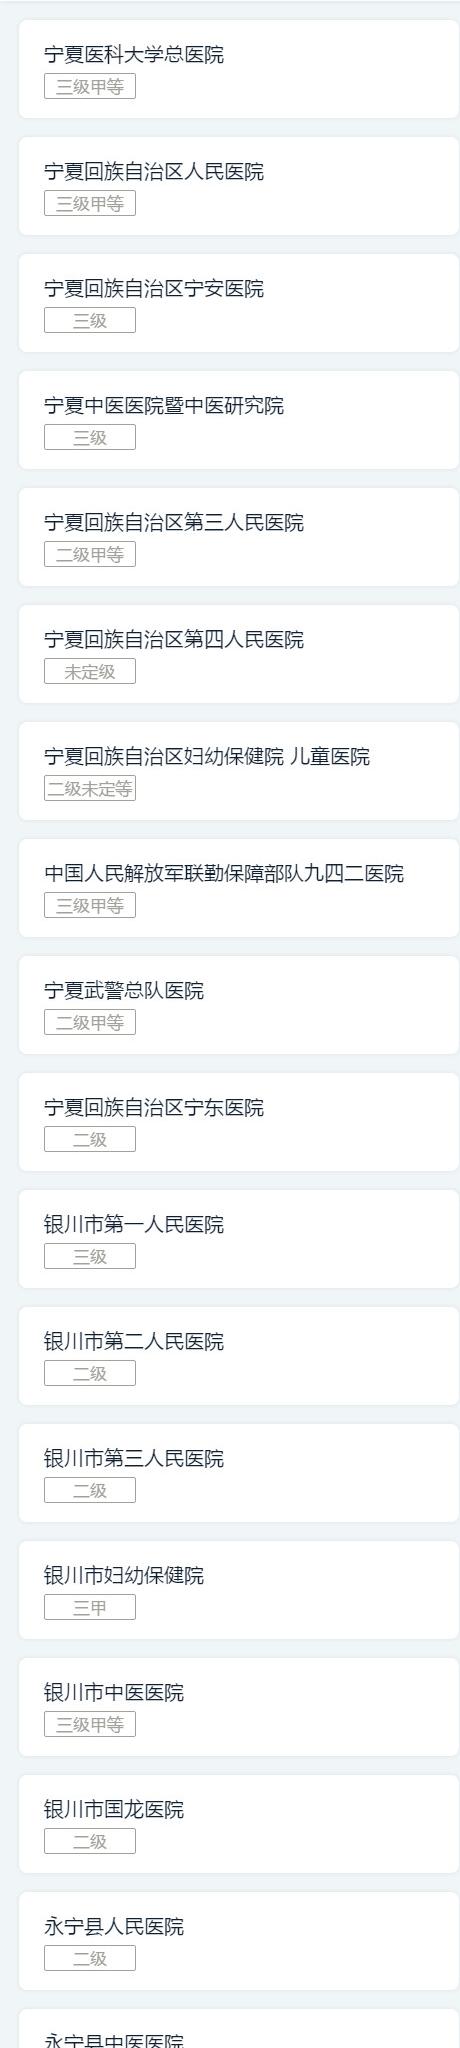 宁夏医科大学总医院
三级甲等
宁夏回族自治区人民医院
三级甲等
宁夏回族自治区宁安医院
三级
宁夏中医医院暨中医研究院
三级
宁夏回族自治区第三人民医院
二级甲等
宁夏回族自治区第四人民医院
未定级
宁夏回族自治区妇幼保健院 儿童医院
二级未定等
中国人民解放军联勤保障部队九四二医院
三级甲等
宁夏武警总队医院
二级甲等
宁夏回族自治区宁东医院
二级
银川市第一人民医院
三级
银川市第二人民医院
二级
银川市第三人民医院
二级
银川市妇幼保健院
三甲
银川市中医医院
三级甲等
银川市国龙医院
二级
永宁县人民医院
二级
永宁县中医医院